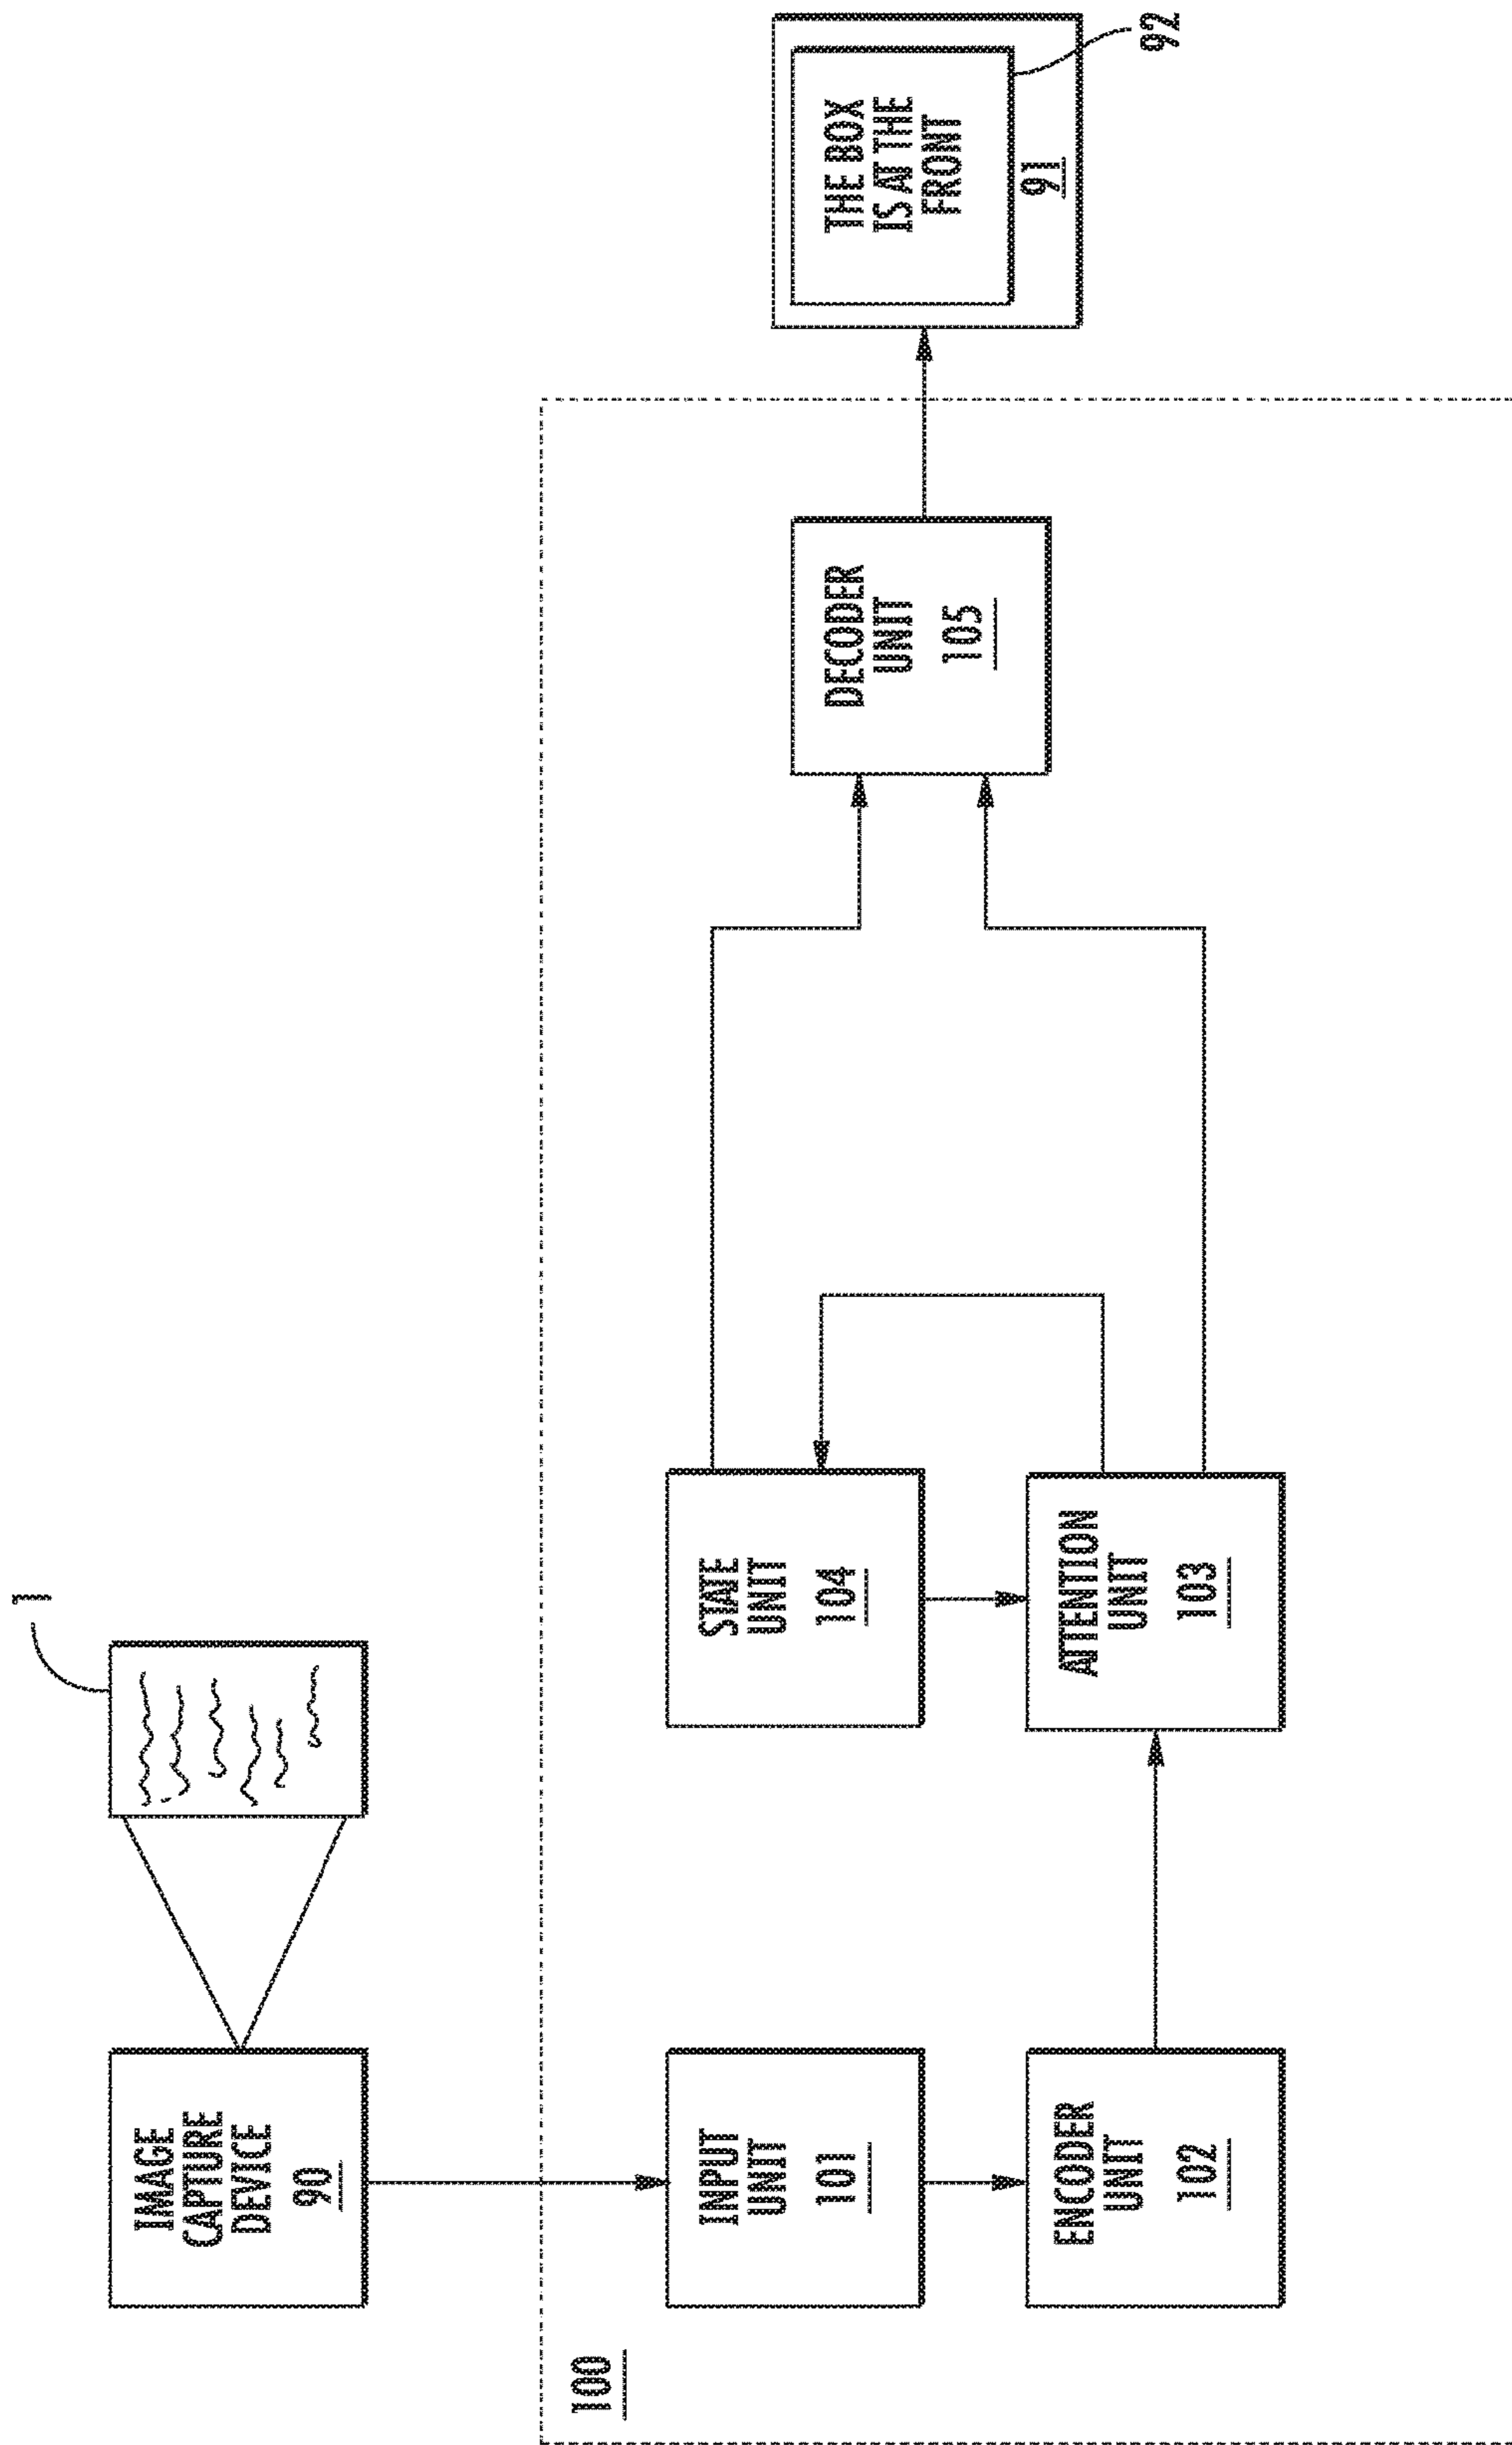 1
IMAGE
CAPTURE
DEVICE
90
100
INPUT
UNIT
101
ENCODER
UNIT
102
STATE
UNIT
104
ATTENTION
UNIT
103
DECODER
UNIT
105
THE BOX
IS AT THE
FRONT
91
92